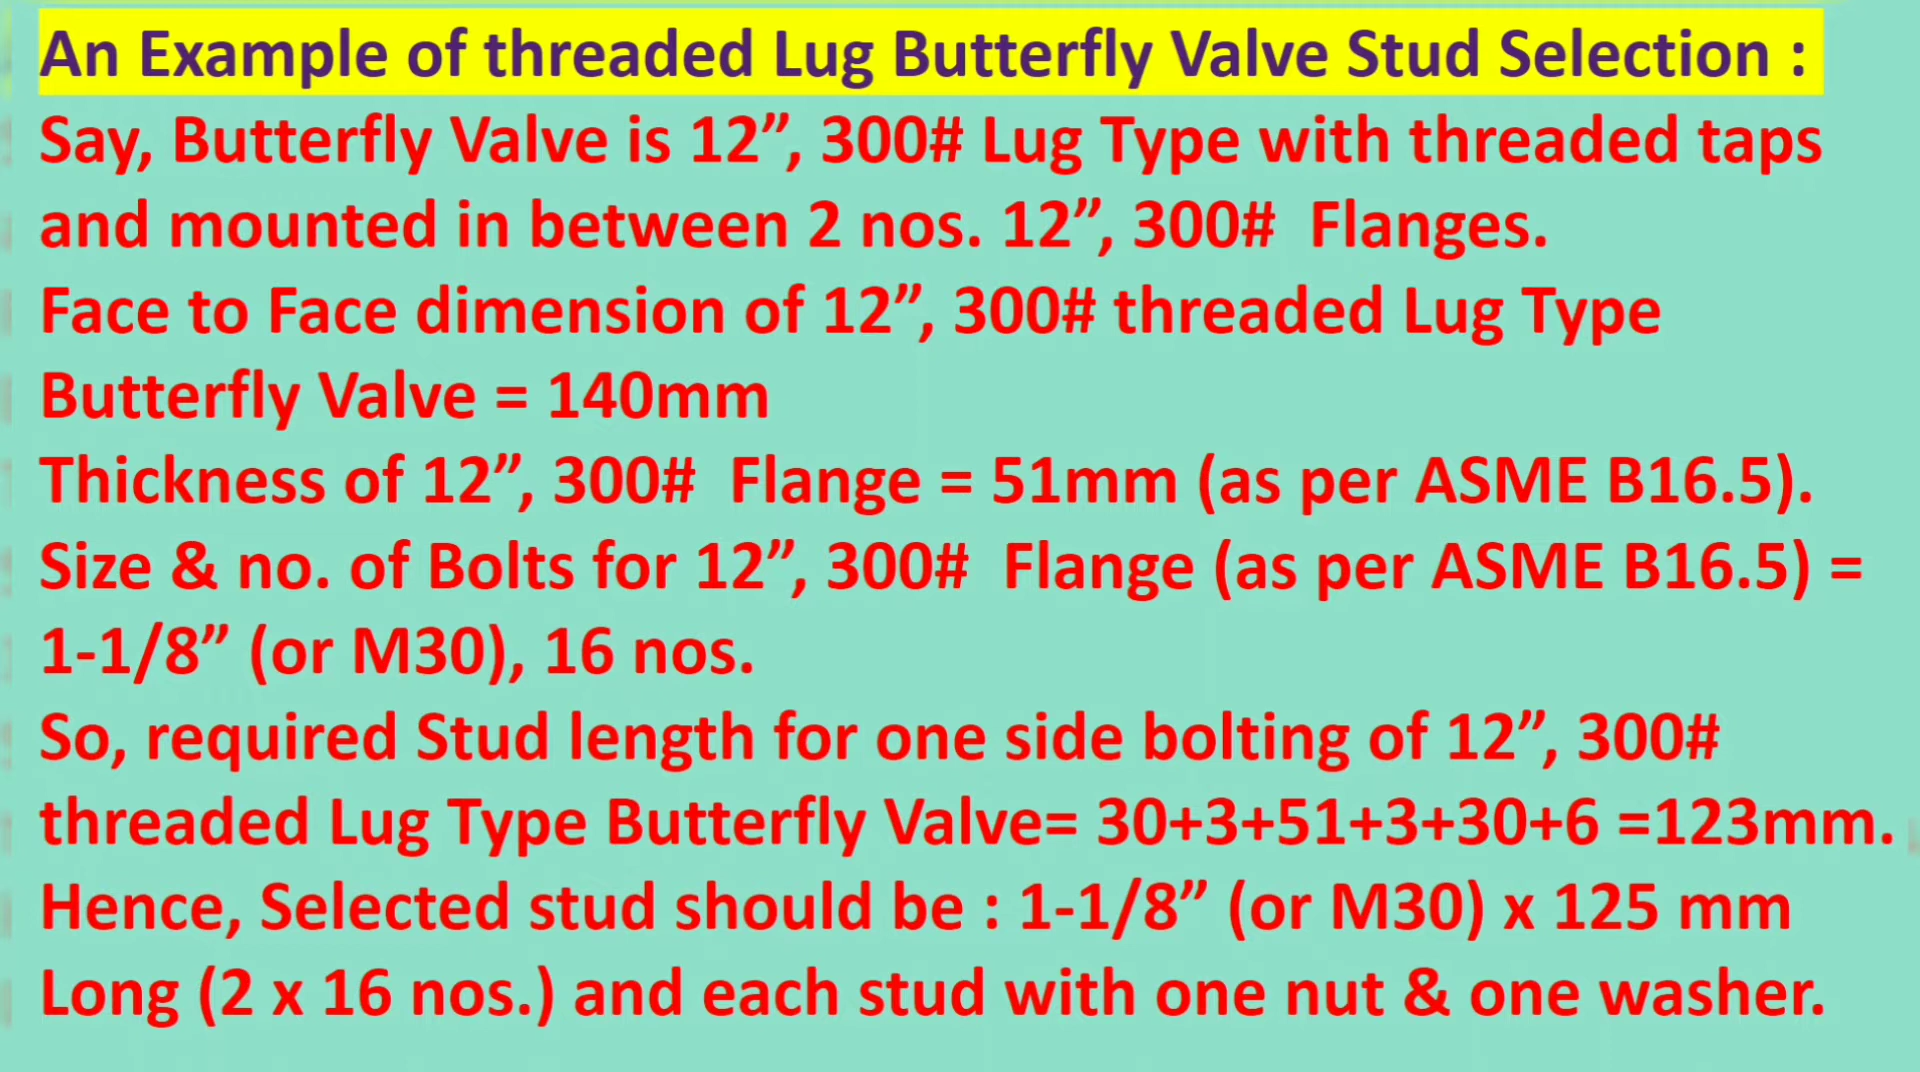 An Example of threaded Lug Butterfly Valve Stud Selection :
Say, Butterfly Valve is 12”, 300# Lug Type with threaded taps
and mounted in between 2 nos. 12”, 300# Flanges.
Face to Face dimension of 12”, 300# threaded Lug Type
Butterfly Valve = 140mm
Thickness of 12”, 300# Flange = 51mm (as per ASME B16.5).
Size & no. of Bolts for 12”, 300# Flange (as per ASME B16.5) =
1-1/8” (or M30), 16 nos.
So, required Stud length for one side bolting of 12”, 300#
threaded Lug Type Butterfly Valve= 30+3+51+3+30+6 =123mm.
Hence, Selected stud should be : 1-1/8” (or M30) x 125 mm
Long (2 x 16 nos.) and each stud with one nut & one washer.